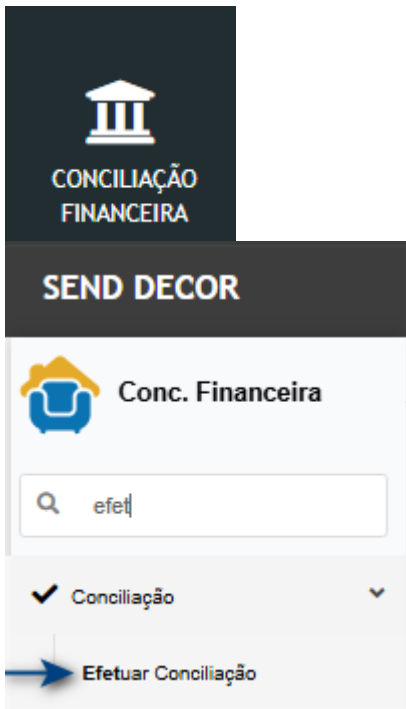 CONCILIAÇÃO
FINANCEIRA
SEND DECOR
Conc. Financeira
efet
Conciliação
Efetuar Conciliação